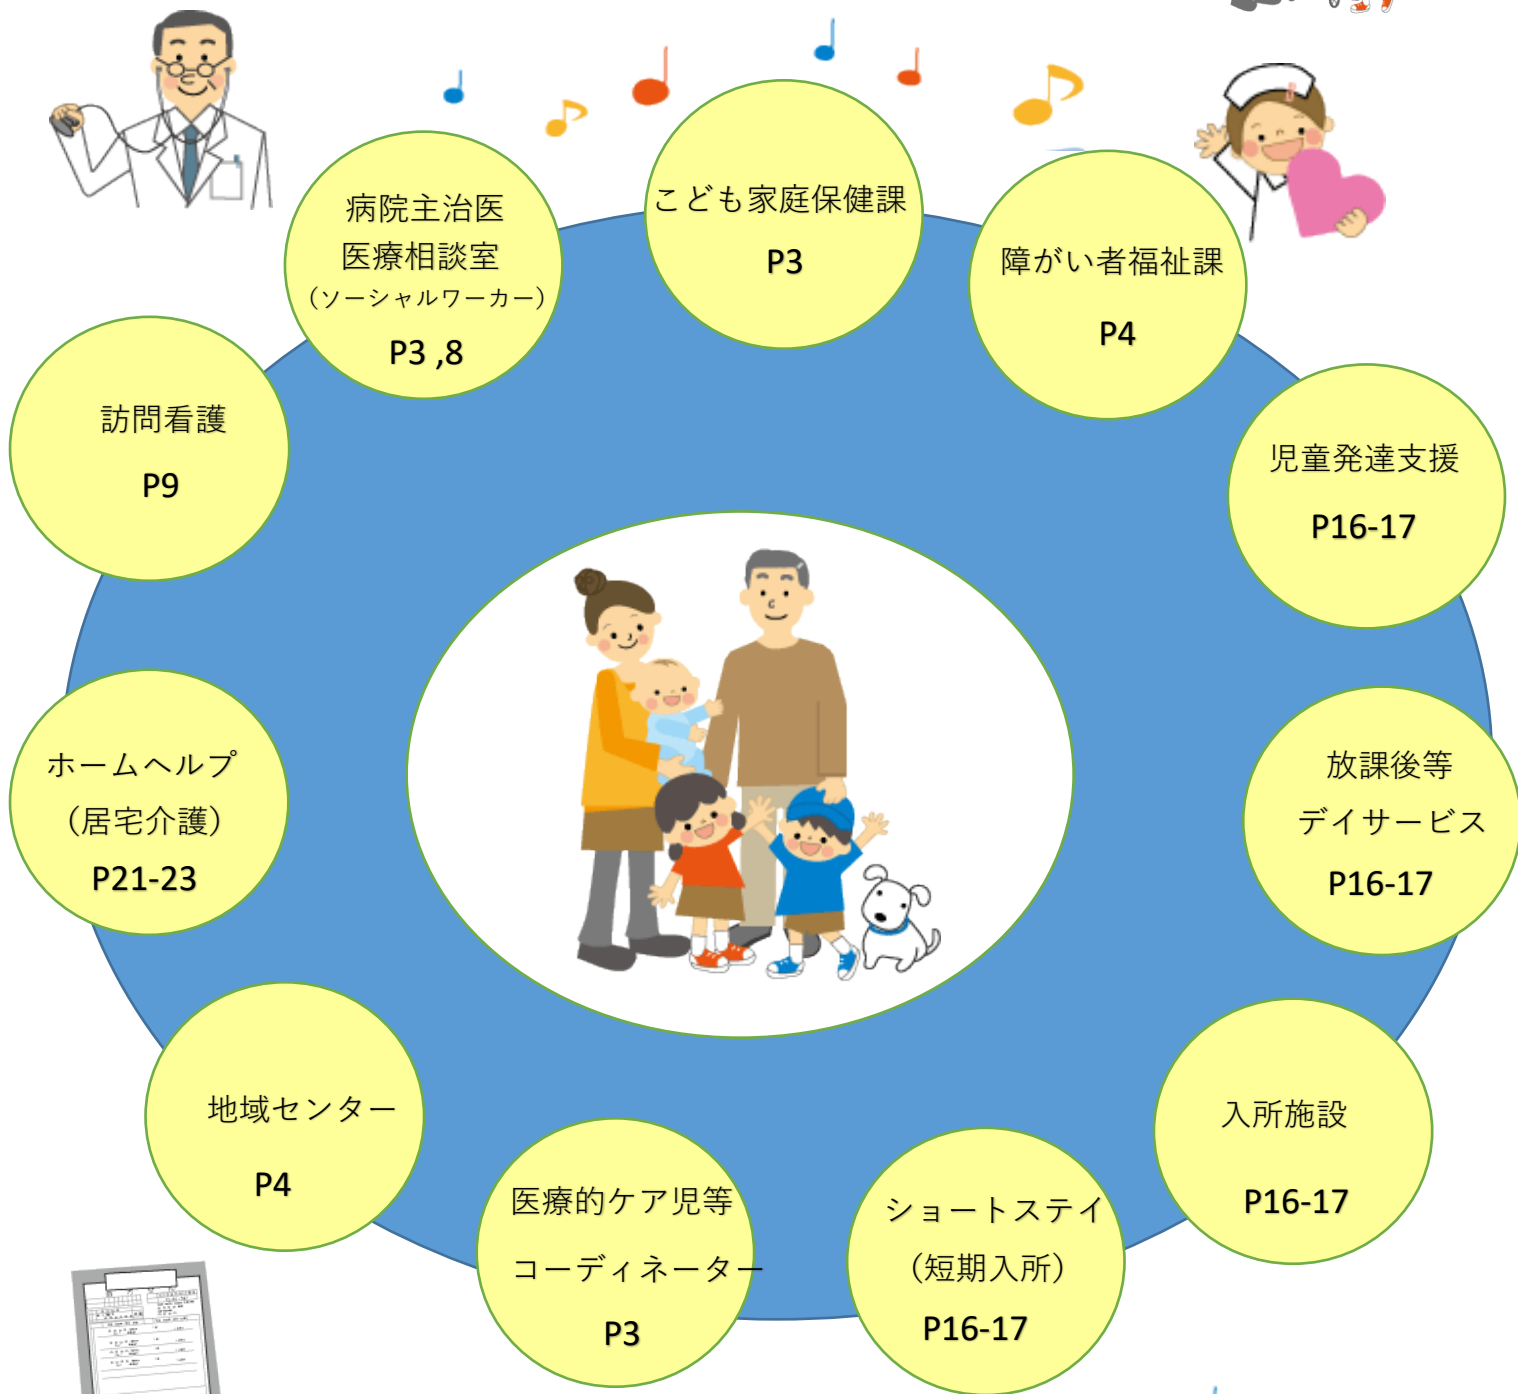 こども家庭保健課
P3
障がい者福祉課
P4
児童発達支援
P16-17
放課後等
デイサービス
P16-17
入所施設
P16-17
ショートステイ
（短期入所）
P16-17
医療的ケア児等
コーディネーター
P3
地域センター
P4
ホームヘルプ
（居宅介護）
P21-23
訪問看護
P9
病院主治医
医療相談室
（ソーシャルワーカー）
P3 ,8